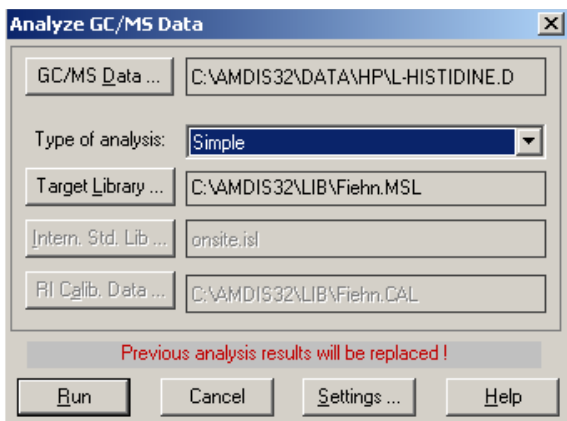 Analyze GC/MS Data
GC/MS Data ... C:\AMDIS32\DATA\HP\L-HISTIDINE.D
Type of analysis: Simple
Target Library ... C:\AMDIS32\LIB\Fiehn.MSL
Intern. Std. Lib ... onsite.isl
RI Calib. Data ... C:\AMDIS32\LIB\Fiehn.CAL
Previous analysis results will be replaced !
Run Cancel Settings ... Help